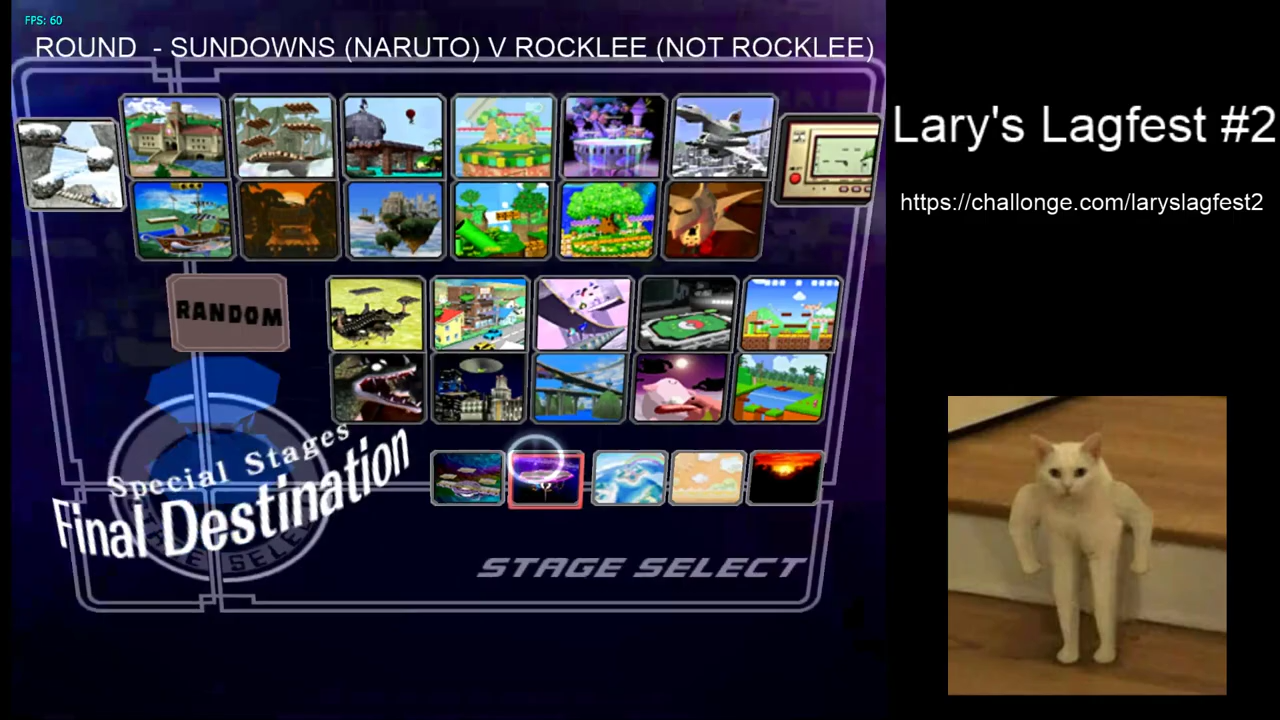 FPS: 60
ROUND  - SUNDOWNS (NARUTO) V ROCKLEE (NOT ROCKLEE)
Lary's Lagfest #2
https://challonge.com/laryslagfest2
RANDOM
Special Stages
Final Destination
STAGE SELECT